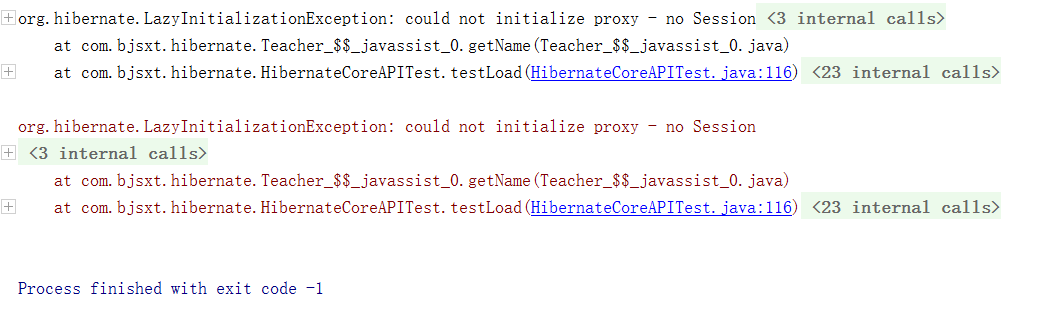 org.hibernate.LazyInitializationException: could not initialize proxy - no Session <3 internal calls>
at com.bjsxt.hibernate.Teacher_$$_javassist_0.getName(Teacher_$$_javassist_0.java)
at com.bjsxt.hibernate.HibernateCoreAPITest.testLoad(HibernateCoreAPITest.java:116) <23 internal calls>
org.hibernate.LazyInitializationException: could not initialize proxy - no Session
<3 internal calls>
at com.bjsxt.hibernate.Teacher_$$_javassist_0.getName(Teacher_$$_javassist_0.java)
at com.bjsxt.hibernate.HibernateCoreAPITest.testLoad(HibernateCoreAPITest.java:116) <23 internal calls>
Process finished with exit code -1